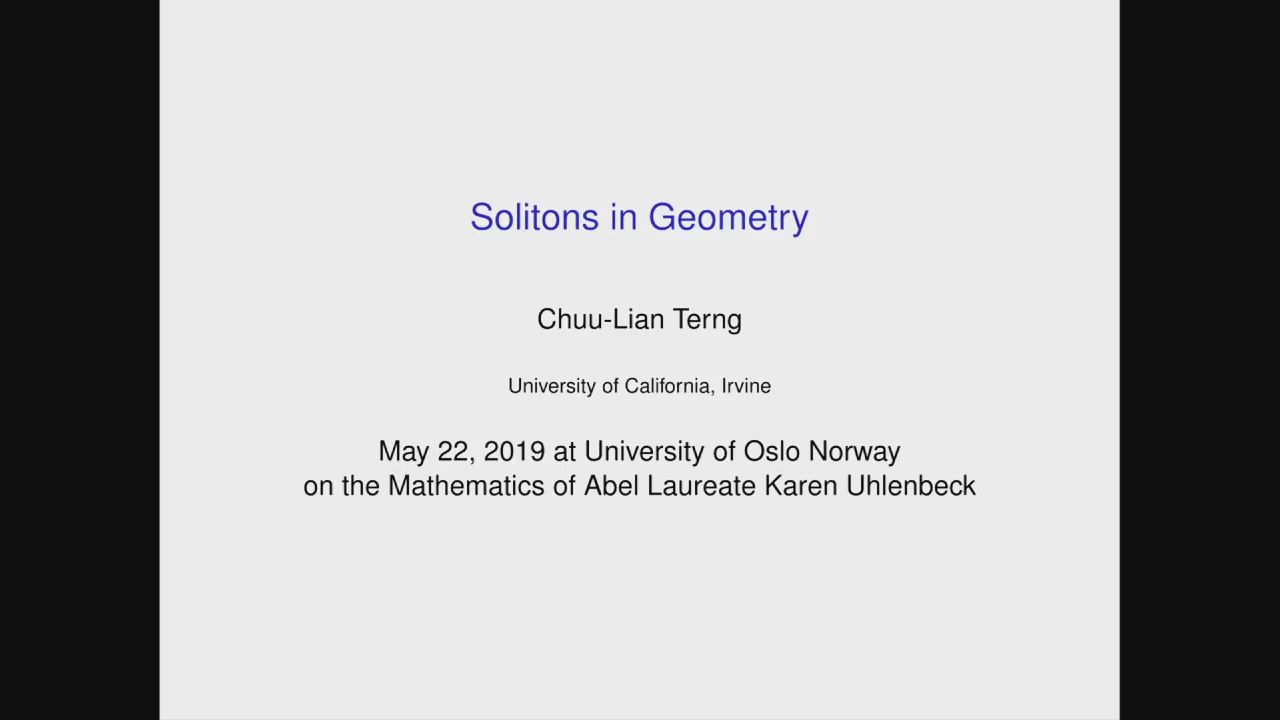 Solitons in Geometry
Chuu-Lian Terng
University of California, Irvine
May 22, 2019 at University of Oslo Norway
on the Mathematics of Abel Laureate Karen Uhlenbeck